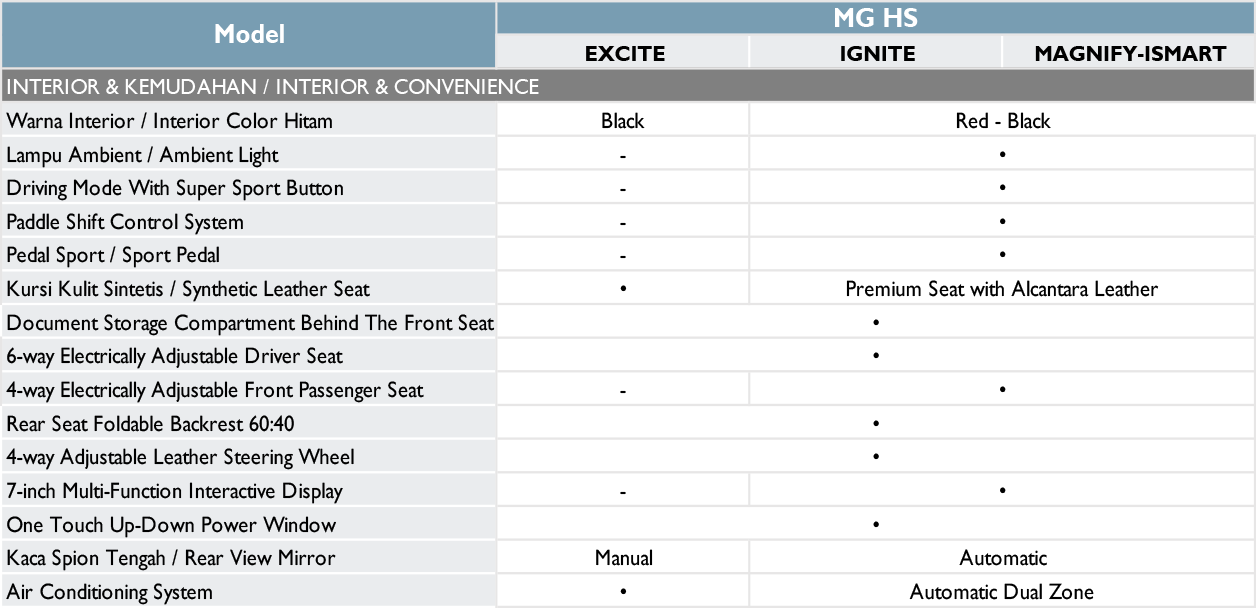 Model
MG HS
EXCITE IGNITE MAGNIFY-ISMART
INTERIOR & KEMUDAHAN / INTERIOR & CONVENIENCE
Warna Interior / Interior Color Hitam Black Red - Black
Lampu Ambient / Ambient Light - •
Driving Mode With Super Sport Button - •
Paddle Shift Control System - •
Pedal Sport / Sport Pedal - •
Kursi Kulit Sintetis / Synthetic Leather Seat • Premium Seat with Alcantara Leather
Document Storage Compartment Behind The Front Seat •
6-way Electrically Adjustable Driver Seat •
4-way Electrically Adjustable Front Passenger Seat - •
Rear Seat Foldable Backrest 60:40 •
4-way Adjustable Leather Steering Wheel •
7-inch Multi-Function Interactive Display - •
One Touch Up-Down Power Window •
Kaca Spion Tengah / Rear View Mirror Manual Automatic
Air Conditioning System • Automatic Dual Zone